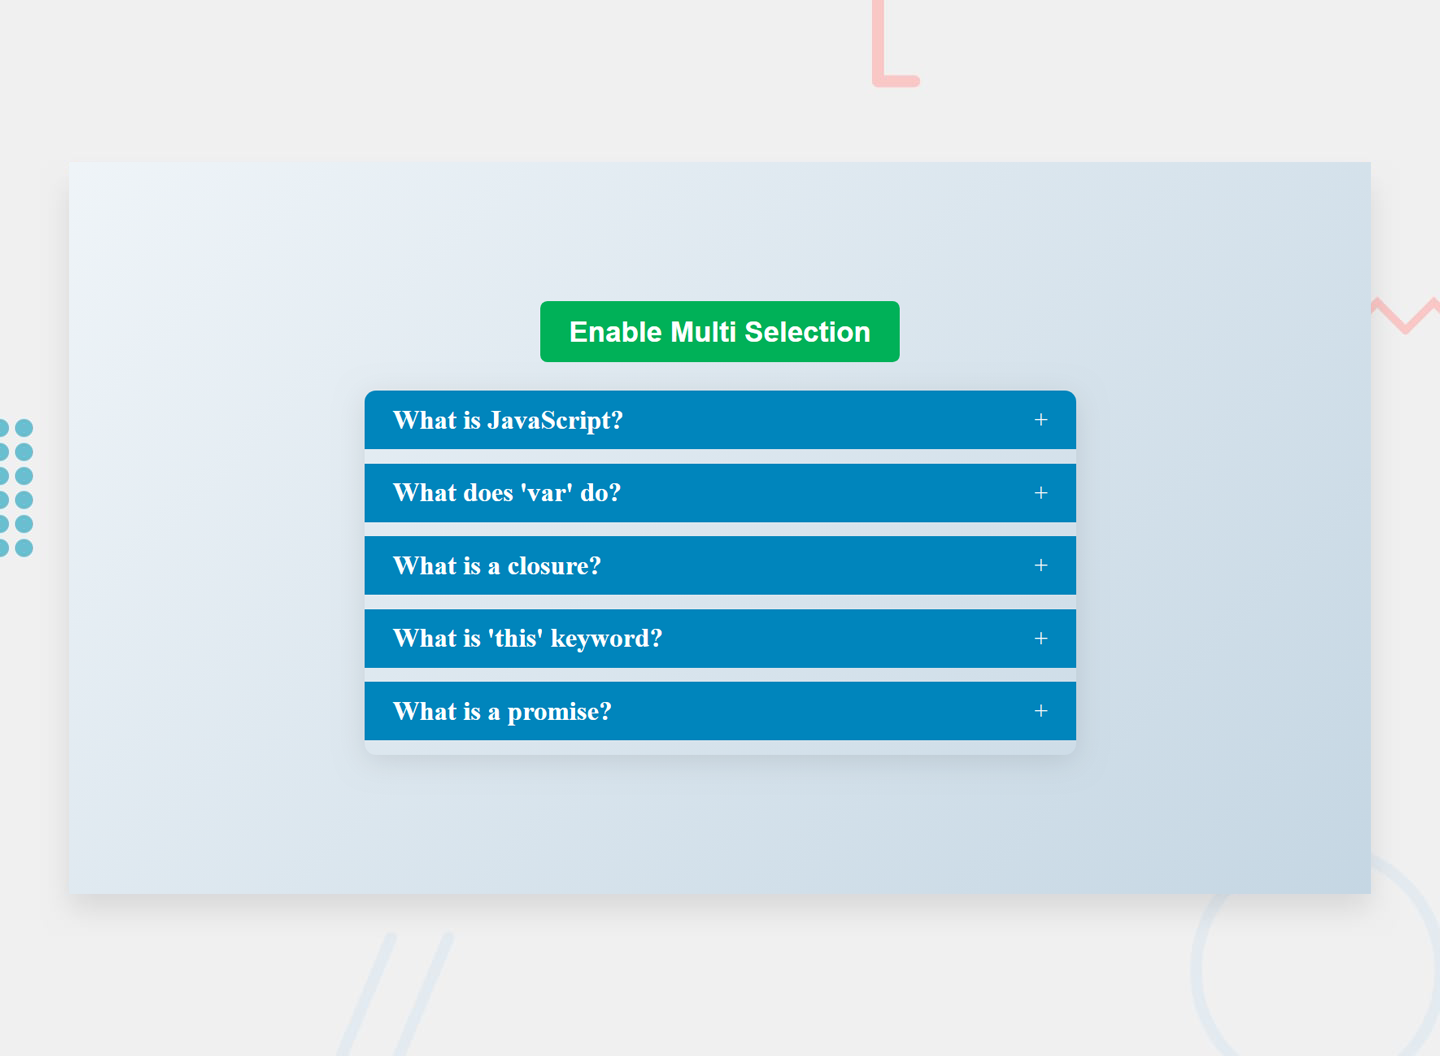 Enable Multi Selection
What is JavaScript? +
What does 'var' do? +
What is a closure? +
What is 'this' keyword? +
What is a promise? +